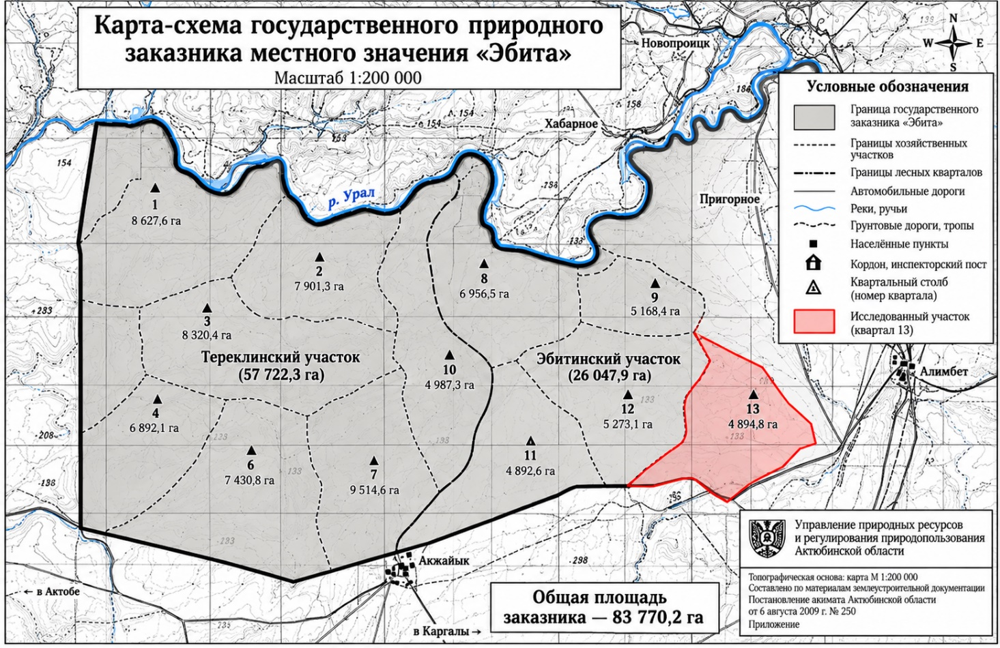 Карта-схема государственного природного
заказника местного значения «Эбита»
Масштаб 1:200 000
Новопроицк
N
W
E
S
Условные обозначения
Граница государственного
заказника «Эбита»
Границы хозяйственных
участков
Границы лесных кварталов
Автомобильные дороги
Реки, ручьи
Грунтовые дороги, тропы
Населённые пункты
Кордон, инспекторский пост
Квартальный столб
(номер квартала)
Исследованный участок
(квартал 13)
186
158
154
154
Хабарное
154
р. Урал
Пригорное
1
8 627,6 га
2
7 901,3 га
8
6 956,5 га
9
5 168,4 га
3
8 320,4 га
Тереклинский участок
(57 722,3 га)
10
4 987,3 га
Эбитинский участок
(26 047,9 га)
Алимбет
4
6 892,1 га
12
5 273,1 га
133
13
4 894,8 га
133
208
6
7 430,8 га
133
7
9 514,6 га
11
4 892,6 га
298
Акжайык
← в Актобе
в Каргалы →
Общая площадь
заказника — 83 770,2 га
Управление природных ресурсов
и регулирования природопользования
Актюбинской области
Топографическая основа: карта М 1:200 000
Составлено по материалам землеустроительной документации
Постановление акимата Актюбинской области
от 6 августа 2009 г. № 250
Приложение